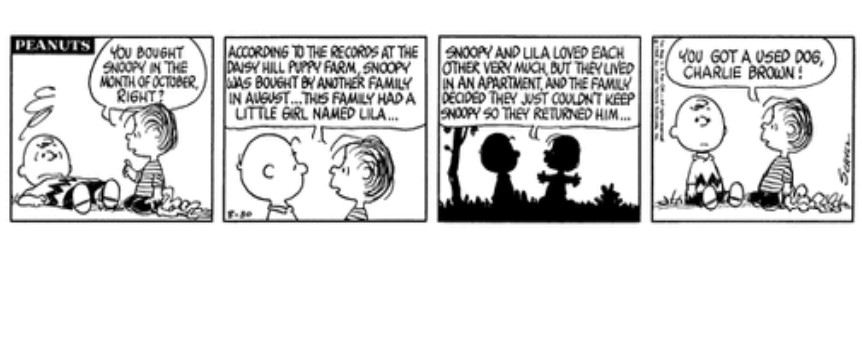 PEANUTS
YOU BOUGHT
SNOOPY IN THE
MONTH OF OCTOBER,
RIGHT?
ACCORDING TO THE RECORDS AT THE
DAISY HILL PUPPY FARM, SNOOPY
WAS BOUGHT BY ANOTHER FAMILY
IN AUGUST...THIS FAMILY HAD A
LITTLE GIRL NAMED LILA...
8-30
SNOOPY AND LILA LOVED EACH
OTHER VERY MUCH, BUT THEY LIVED
IN AN APARTMENT, AND THE FAMILY
DECIDED THEY JUST COULDN'T KEEP
SNOOPY SO THEY RETURNED HIM...
YOU GOT A USED DOG,
CHARLIE BROWN!
SCHULZ